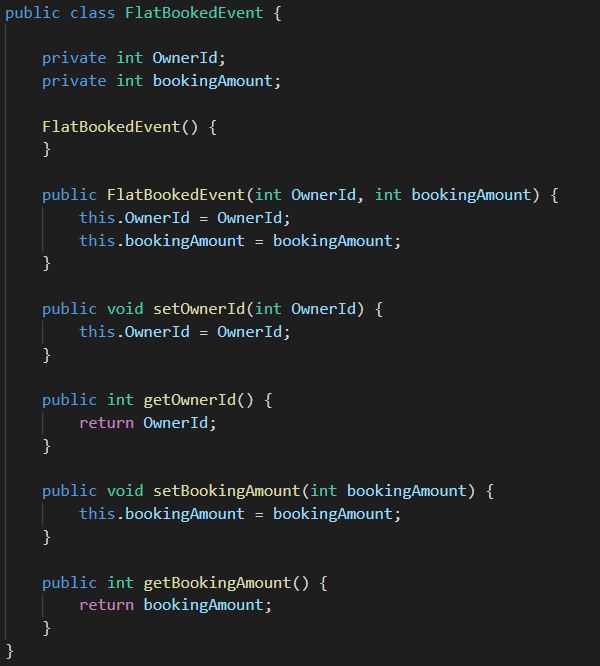 public class FlatBookedEvent {
private int OwnerId;
private int bookingAmount;
FlatBookedEvent() {
}
public FlatBookedEvent(int OwnerId, int bookingAmount) {
this.OwnerId = OwnerId;
this.bookingAmount = bookingAmount;
}
public void setOwnerId(int OwnerId) {
this.OwnerId = OwnerId;
}
public int getOwnerId() {
return OwnerId;
}
public void setBookingAmount(int bookingAmount) {
this.bookingAmount = bookingAmount;
}
public int getBookingAmount() {
return bookingAmount;
}
}